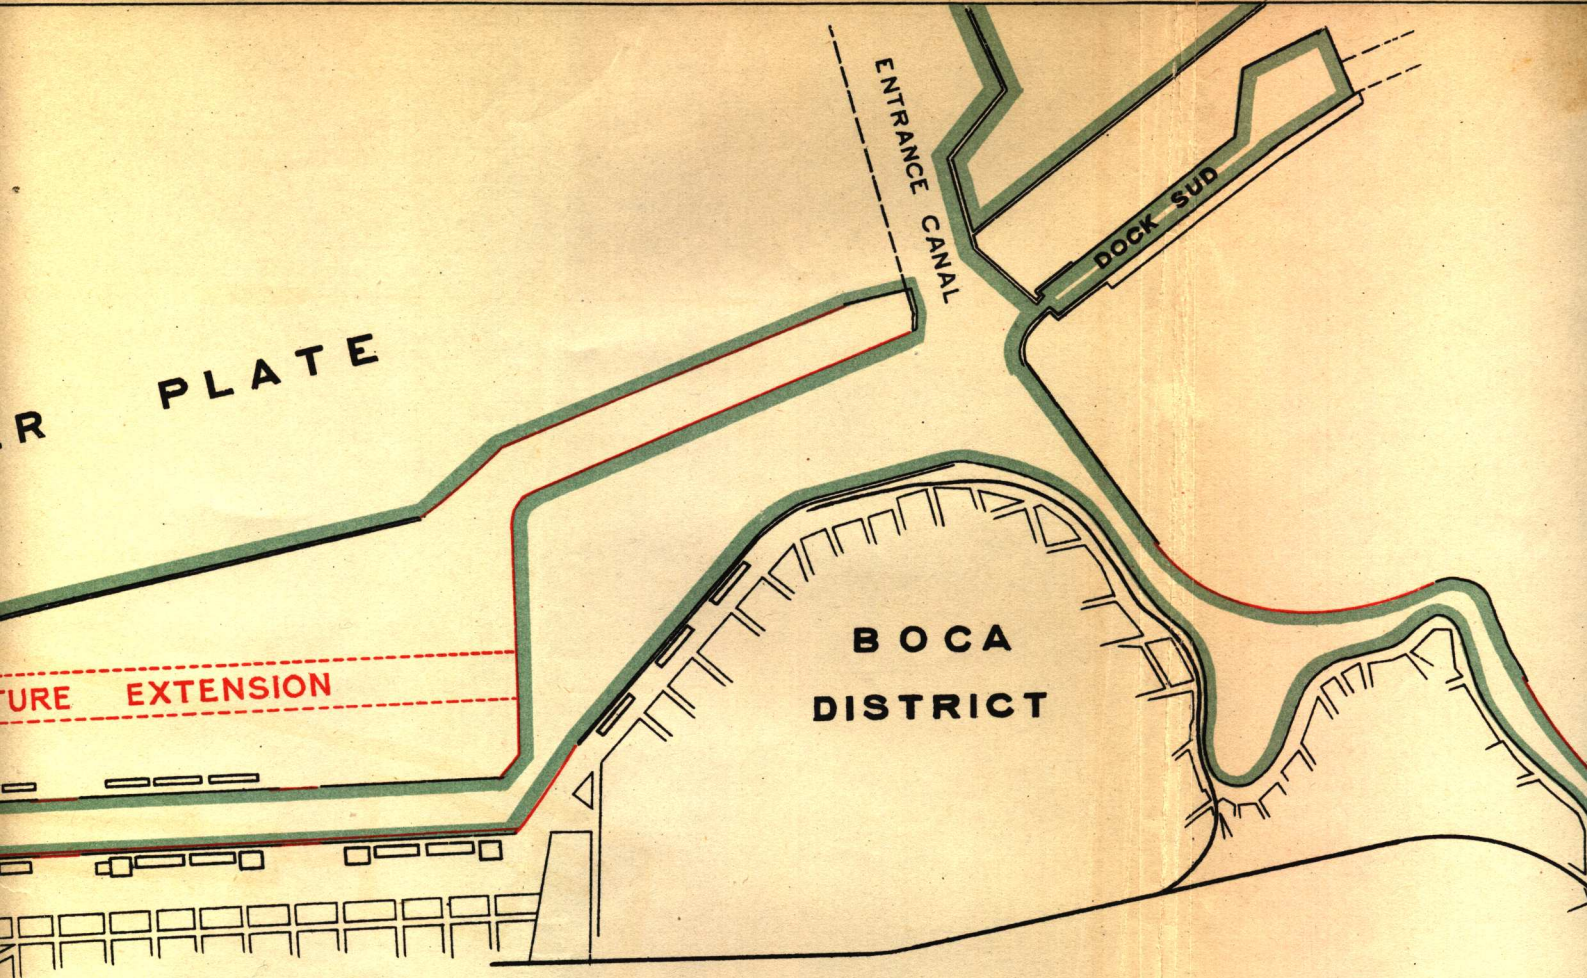 ENTRANCE CANAL
DOCK SUD
R PLATE
TURE EXTENSION
BOCA
DISTRICT